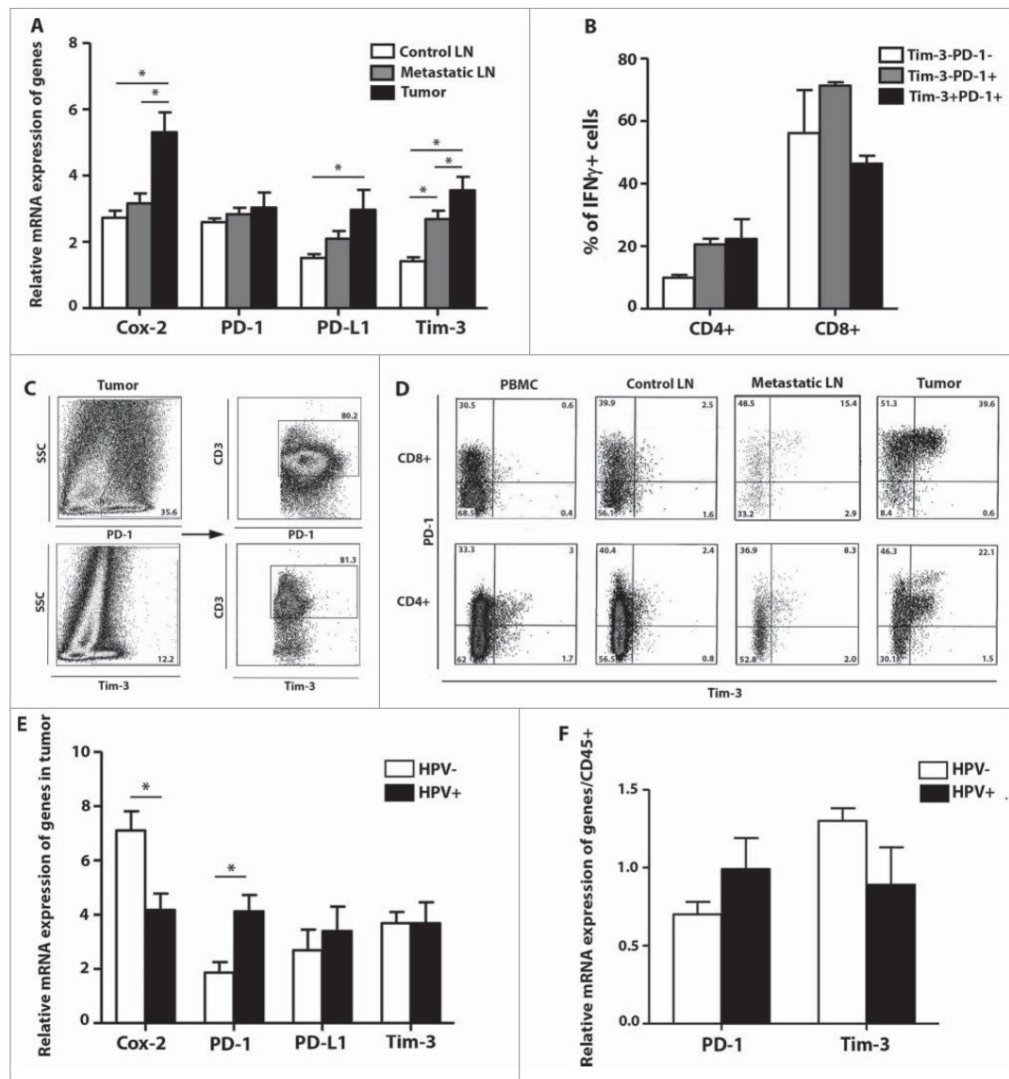 A
Relative mRNA expression of genes
8
6
4
2
0
Control LN
Metastatic LN
Tumor
*
*
*
*
*
*
Cox-2 PD-1 PD-L1 Tim-3
B
% of IFNγ+ cells
80
60
40
20
0
Tim-3-PD-1-
Tim-3-PD-1+
Tim-3+PD-1+
CD4+ CD8+
C
Tumor
SSC
35.6
PD-1
CD3
80.2
PD-1
SSC
12.2
Tim-3
CD3
81.3
Tim-3
D
PBMC Control LN Metastatic LN Tumor
CD8+
30.5 0.6 39.9 2.5 48.5 15.4 51.3 39.6
68.5 0.4 56.1 1.6 33.2 2.9 8.4 0.6
PD-1
CD4+
33.3 3 40.4 2.4 36.9 8.3 46.3 22.1
62 1.7 56.5 0.8 52.8 2.0 30.1 1.5
Tim-3
E
Relative mRNA expression of genes in tumor
10
8
6
4
2
0
HPV-
HPV+
*
*
Cox-2 PD-1 PD-L1 Tim-3
F
Relative mRNA expression of genes/CD45+
1.5
1.0
0.5
0.0
HPV-
HPV+
PD-1 Tim-3